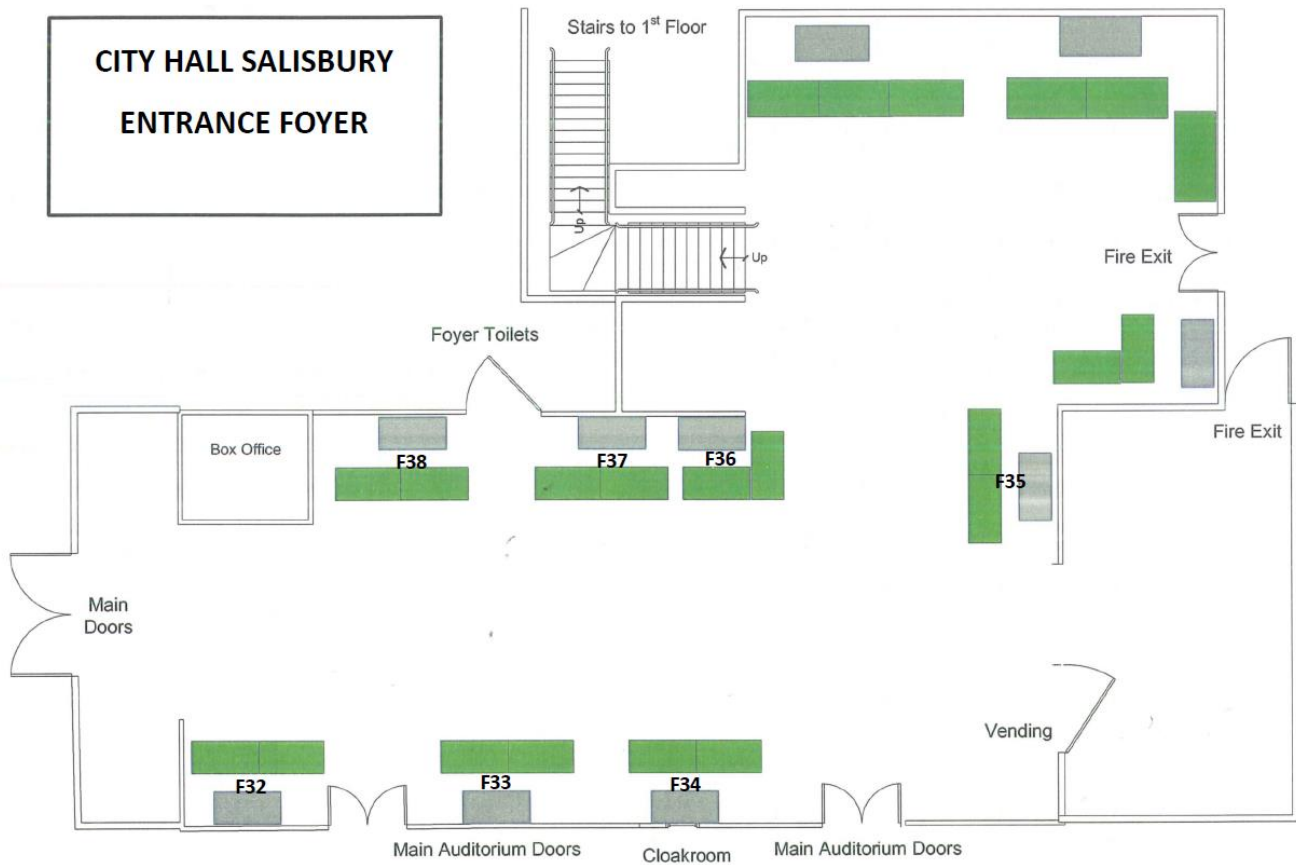 CITY HALL SALISBURY
ENTRANCE FOYER
Stairs to 1st Floor
Up
Up
Fire Exit
Foyer Toilets
Box Office
Fire Exit
F38
F37
F36
F35
Main
Doors
Vending
F32
F33
F34
Main Auditorium Doors
Cloakroom
Main Auditorium Doors